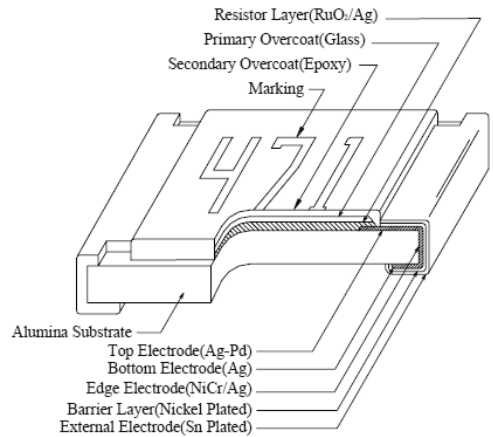 Resistor Layer(RuO₂/Ag)
Primary Overcoat(Glass)
Secondary Overcoat(Epoxy)
Marking
471
Alumina Substrate
Top Electrode(Ag-Pd)
Bottom Electrode(Ag)
Edge Electrode(NiCr/Ag)
Barrier Layer(Nickel Plated)
External Electrode(Sn Plated)